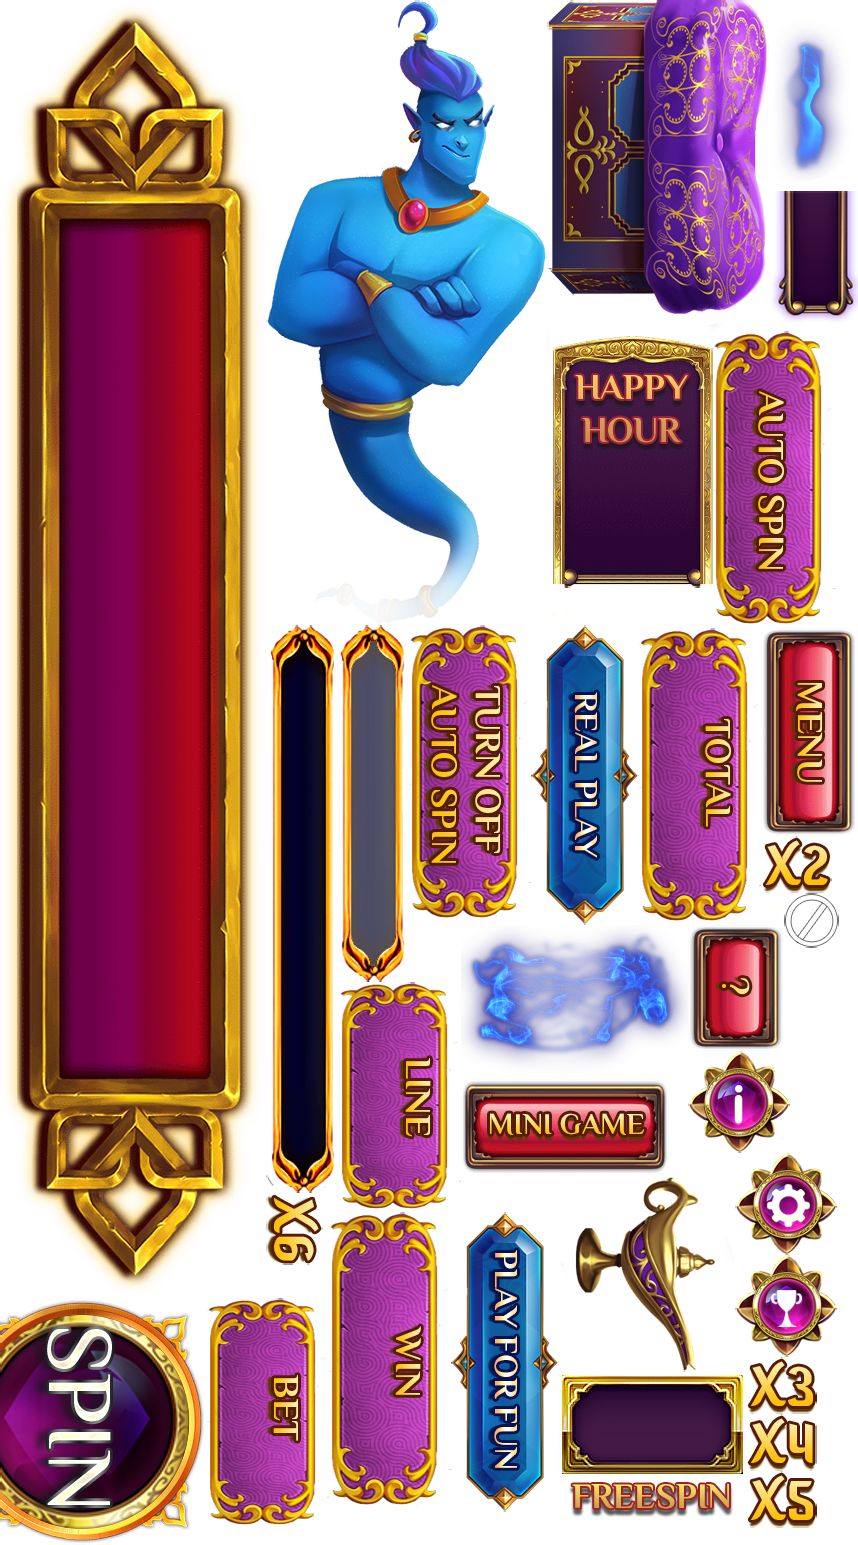 HAPPY
HOUR
AUTO SPIN
TURN OFF
AUTO SPIN
REAL PLAY
TOTAL
MENU
X2
?
LINE
i
MINI GAME
X6
SPIN
BET
WIN
PLAY FOR FUN
X3
X4
X5
FREESPIN